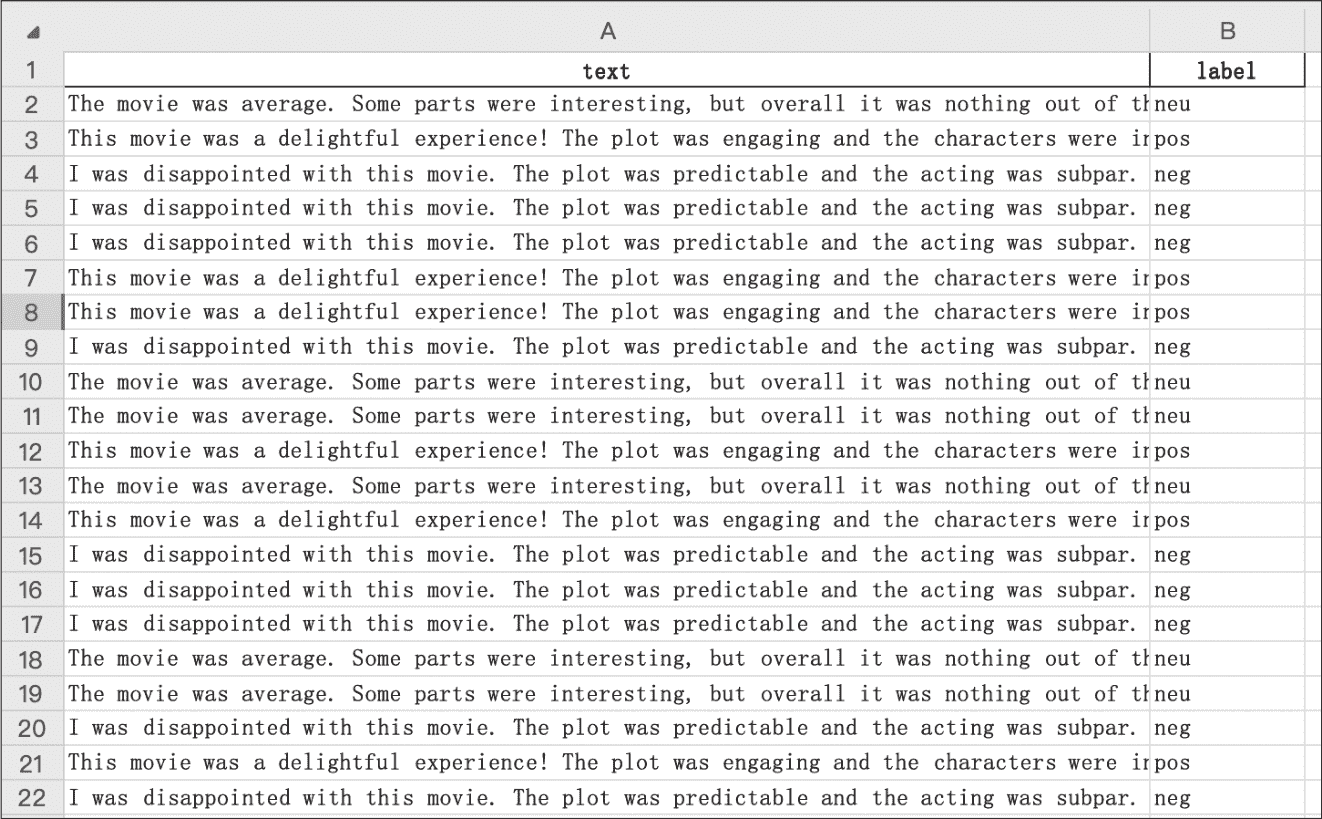 A B
1 text label
2 The movie was average. Some parts were interesting, but overall it was nothing out of neu
3 This movie was a delightful experience! The plot was engaging and the characters were pos
4 I was disappointed with this movie. The plot was predictable and the acting was subpar. neg
5 I was disappointed with this movie. The plot was predictable and the acting was subpar. neg
6 I was disappointed with this movie. The plot was predictable and the acting was subpar. neg
7 This movie was a delightful experience! The plot was engaging and the characters were pos
8 This movie was a delightful experience! The plot was engaging and the characters were pos
9 I was disappointed with this movie. The plot was predictable and the acting was subpar. neg
10 The movie was average. Some parts were interesting, but overall it was nothing out of neu
11 The movie was average. Some parts were interesting, but overall it was nothing out of neu
12 This movie was a delightful experience! The plot was engaging and the characters were pos
13 The movie was average. Some parts were interesting, but overall it was nothing out of neu
14 This movie was a delightful experience! The plot was engaging and the characters were pos
15 I was disappointed with this movie. The plot was predictable and the acting was subpar. neg
16 I was disappointed with this movie. The plot was predictable and the acting was subpar. neg
17 I was disappointed with this movie. The plot was predictable and the acting was subpar. neg
18 The movie was average. Some parts were interesting, but overall it was nothing out of neu
19 The movie was average. Some parts were interesting, but overall it was nothing out of neu
20 I was disappointed with this movie. The plot was predictable and the acting was subpar. neg
21 This movie was a delightful experience! The plot was engaging and the characters were pos
22 I was disappointed with this movie. The plot was predictable and the acting was subpar. neg